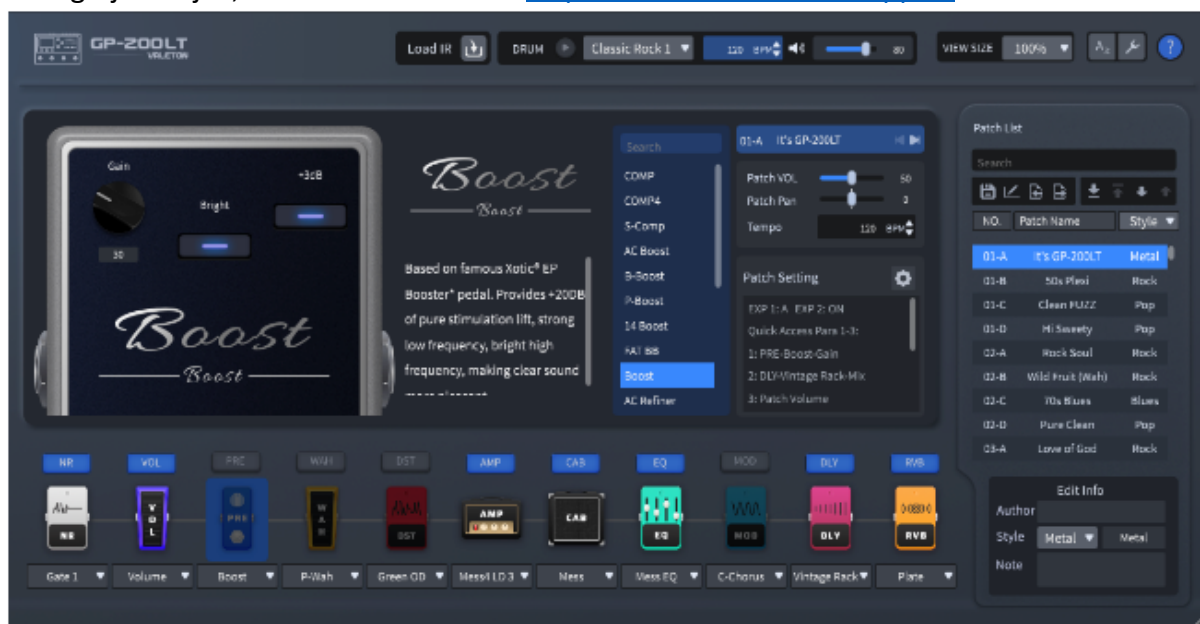 GP-200LT
VALETON
Load IR
DRUM
Classic Rock 1
120 BPM
80
VIEW SIZE
100%
?
Gain
+3dB
Bright
30
Boost
Boost
Boost
Boost
Based on famous Xotic® EP
Booster* pedal. Provides +20DB
of pure stimulation lift, strong
low frequency, bright high
frequency, making clear sound
Search
COMP
COMP4
S-Comp
AC Boost
B-Boost
P-Boost
14 Boost
FAT BB
Boost
AC Refiner
01-A It's GP-200LT
Patch VOL 50
Patch Pan 0
Tempo 120 BPM
Patch Setting
EXP 1: A EXP 2: ON
Quick Access Para 1-3:
1: PRE-Boost-Gain
2: DLY-Vintage Rack-Mix
3: Patch Volume
Patch List
Search
NO. Patch Name Style
01-A It's GP-200LT Metal
01-B 50s Plexi Rock
01-C Clean FUZZ Pop
01-D Hi Sweety Pop
02-A Rock Soul Rock
02-B Wild Fruit (Wah) Rock
02-C 70s Blues Blues
02-D Pure Clean Pop
03-A Love of God Rock
Edit Info
Author
Style Metal Metal
Note
NR VOL PRE WAH DST AMP CAB EQ MOD DLY RVB
NR VOL PRE WAH DST AMP CAB EQ MOD DLY RVB
Gate 1 Volume Boost P-Wah Green OD Mess4 LD 3 Mess Mess EQ C-Chorus Vintage Rack Plate